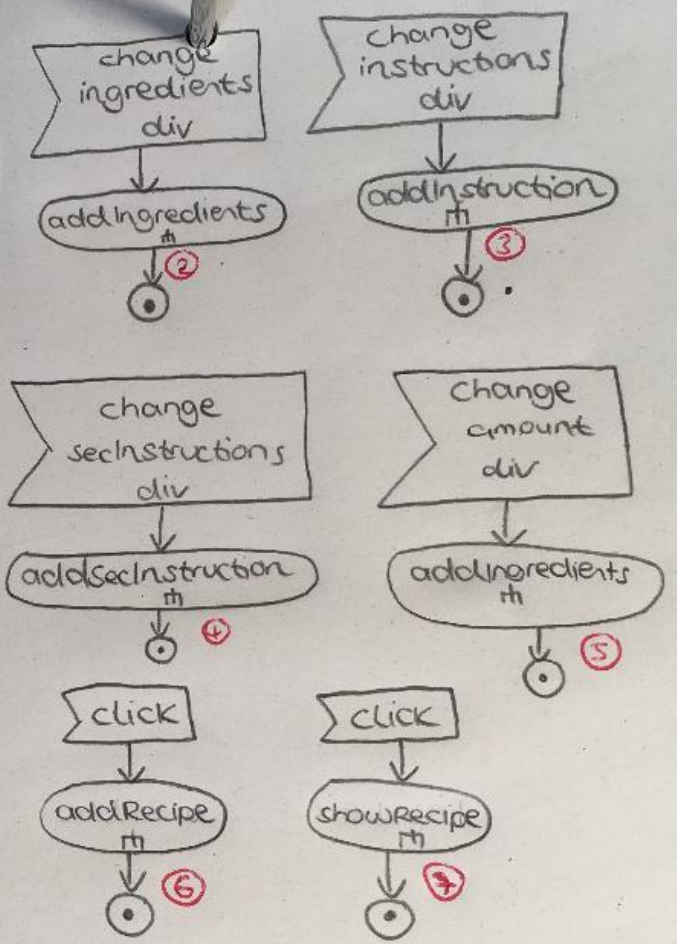 change
ingredients
div
addIngredients
2
change
instructions
div
addInstruction
3
change
secInstructions
div
addSecInstruction
4
change
amount
div
addIngredients
5
click
addRecipe
6
click
showRecipe
7